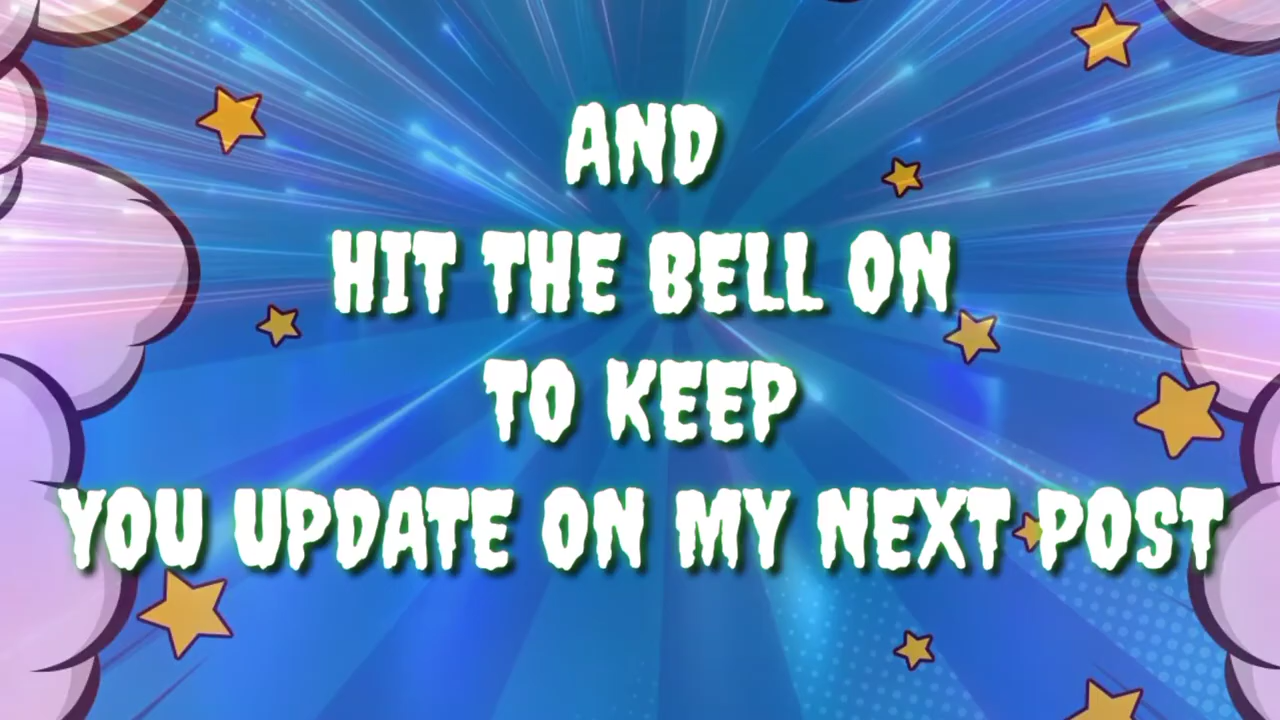 AND
HIT THE BELL ON
TO KEEP
YOU UPDATE ON MY NEXT POST